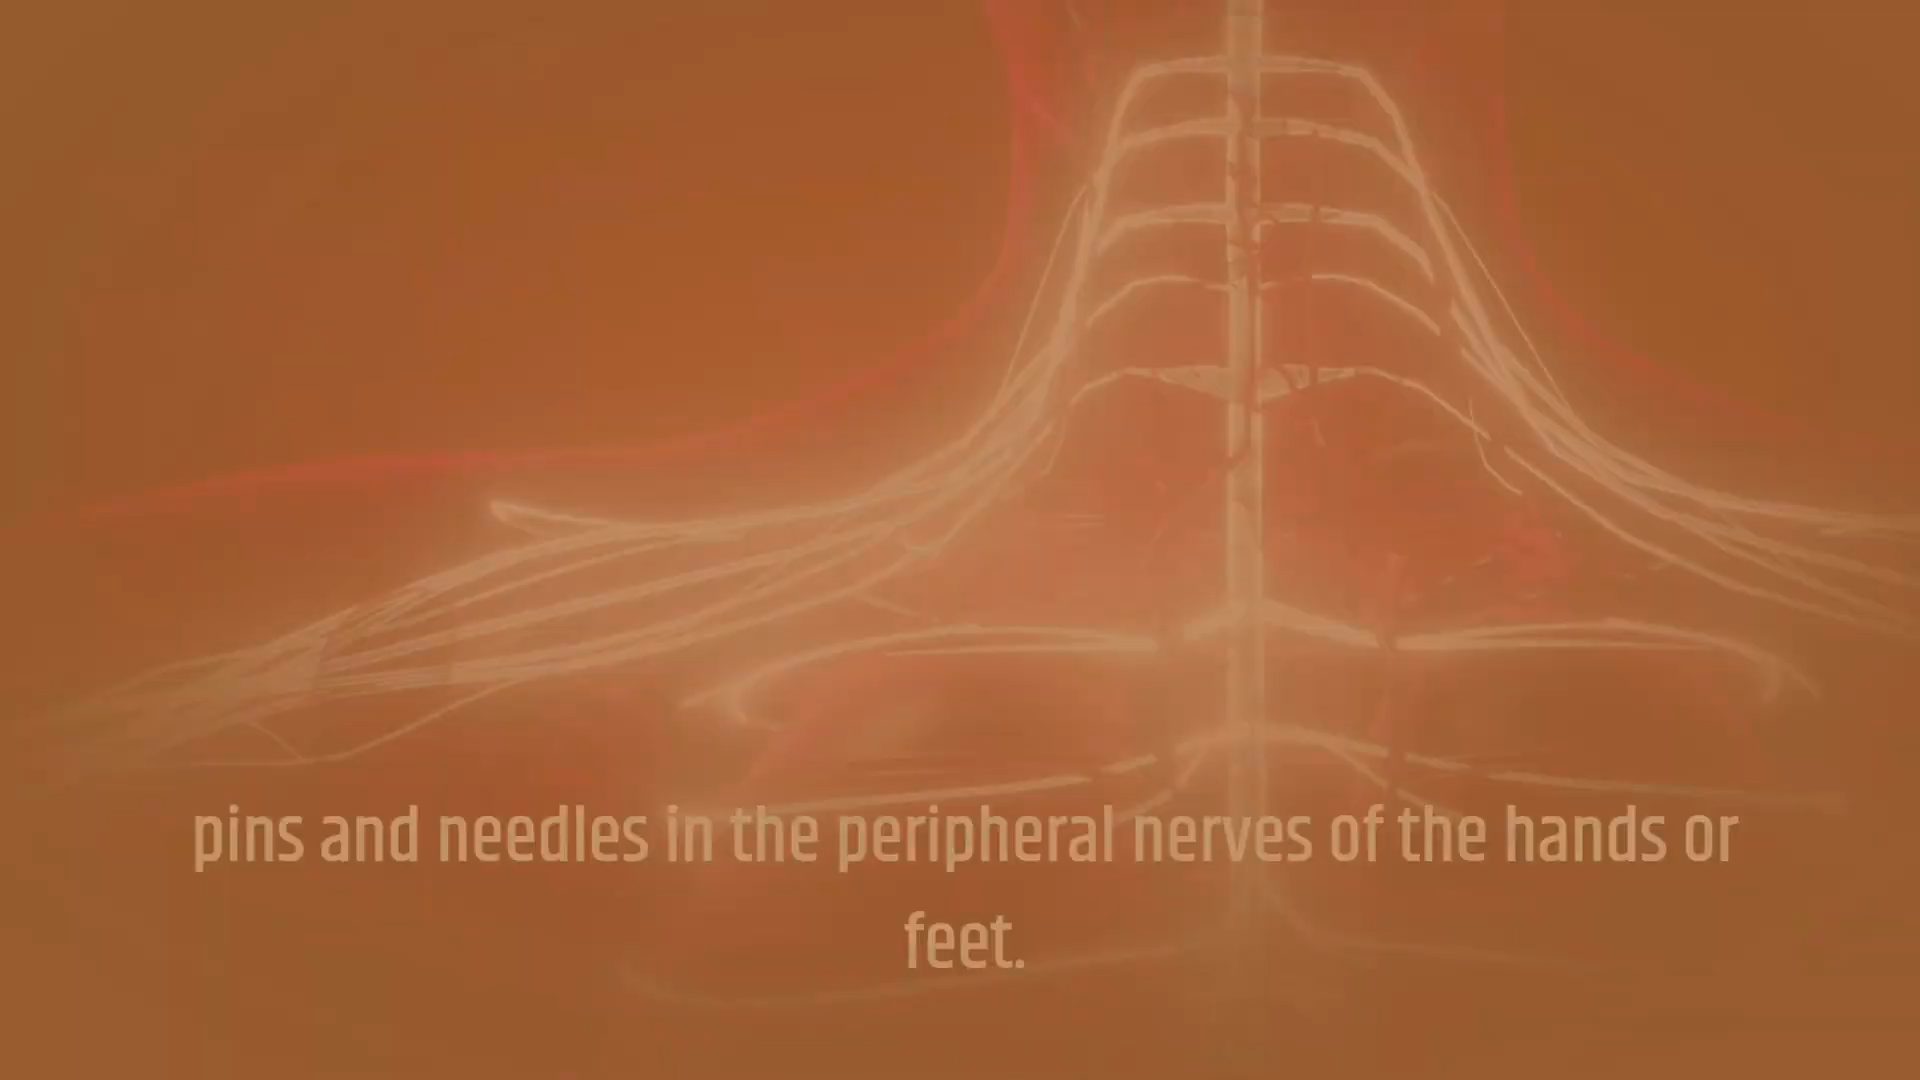 pins and needles in the peripheral nerves of the hands or
feet.